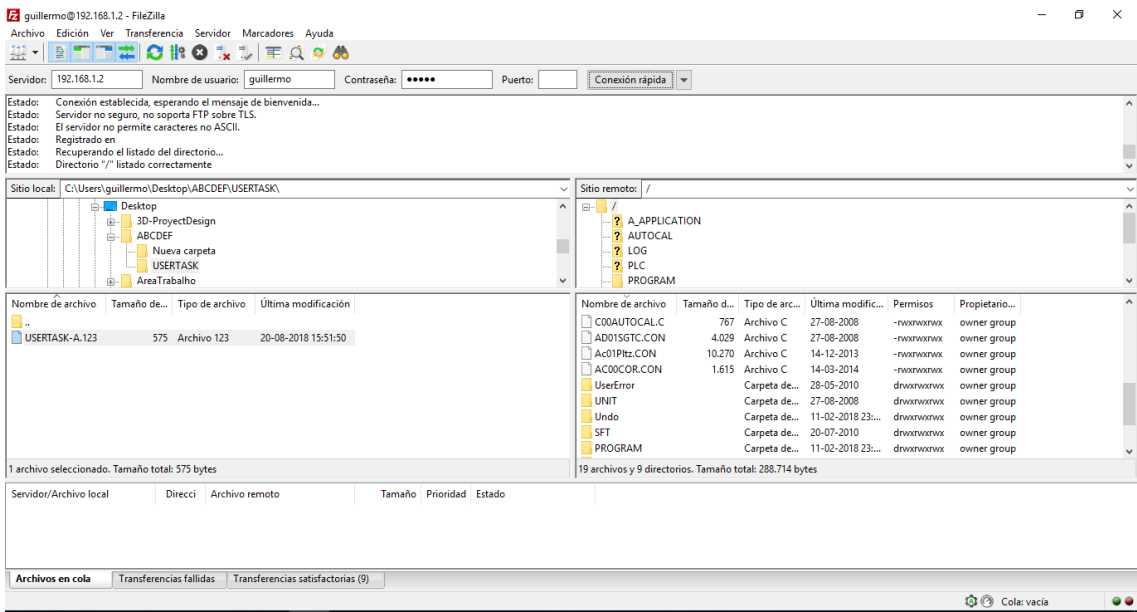 guillermo@192.168.1.2 - FileZilla
Archivo Edición Ver Transferencia Servidor Marcadores Ayuda
Servidor: 192.168.1.2 Nombre de usuario: guillermo Contraseña: ●●●●● Puerto: Conexión rápida
Estado: Conexión establecida, esperando el mensaje de bienvenida...
Estado: Servidor no seguro, no soporta FTP sobre TLS.
Estado: El servidor no permite caracteres no ASCII.
Estado: Registrado en
Estado: Recuperando el listado del directorio...
Estado: Directorio "/" listado correctamente
Sitio local: C:\Users\guillermo\Desktop\ABCDEF\USERTASK\
Desktop
3D-ProyectDesign
ABCDEF
Nueva carpeta
USERTASK
AreaTrabalho
Sitio remoto: /
/
? A_APPLICATION
? AUTOCAL
? LOG
? PLC
PROGRAM
Nombre de archivo Tamaño de... Tipo de archivo Última modificación
..
USERTASK-A.123 575 Archivo 123 20-08-2018 15:51:50
1 archivo seleccionado. Tamaño total: 575 bytes
Nombre de archivo Tamaño d... Tipo de arc... Última modific... Permisos Propietario...
C00AUTOCAL.C 767 Archivo C 27-08-2008 -rwxrwxrwx owner group
AD01SGTC.CON 4.029 Archivo C 27-08-2008 -rwxrwxrwx owner group
Ac01Pltz.CON 10.270 Archivo C 14-12-2013 -rwxrwxrwx owner group
AC00COR.CON 1.615 Archivo C 14-03-2014 -rwxrwxrwx owner group
UserError Carpeta de... 28-05-2010 drwxrwxrwx owner group
UNIT Carpeta de... 27-08-2008 drwxrwxrwx owner group
Undo Carpeta de... 11-02-2018 23:... drwxrwxrwx owner group
SFT Carpeta de... 20-07-2010 drwxrwxrwx owner group
PROGRAM Carpeta de... 11-02-2018 23:... drwxrwxrwx owner group
19 archivos y 9 directorios. Tamaño total: 288.714 bytes
Servidor/Archivo local Direcci Archivo remoto Tamaño Prioridad Estado
Archivos en cola Transferencias fallidas Transferencias satisfactorias (9)
Cola: vacía